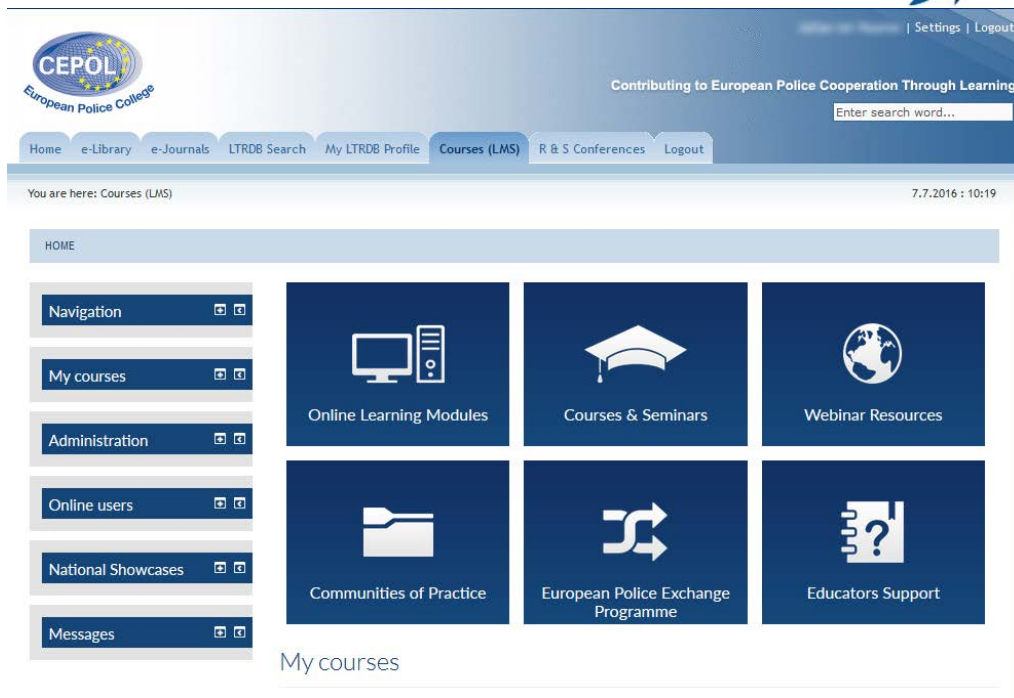 | Settings | Logout
CEPOL
European Police College
Contributing to European Police Cooperation Through Learning
Enter search word...
Home e-Library e-Journals LTRDB Search My LTRDB Profile Courses (LMS) R & S Conferences Logout
You are here: Courses (LMS) 7.7.2016 : 10:19
HOME
Navigation
My courses
Administration
Online users
National Showcases
Messages
Online Learning Modules
Courses & Seminars
Webinar Resources
Communities of Practice
European Police Exchange
Programme
Educators Support
My courses